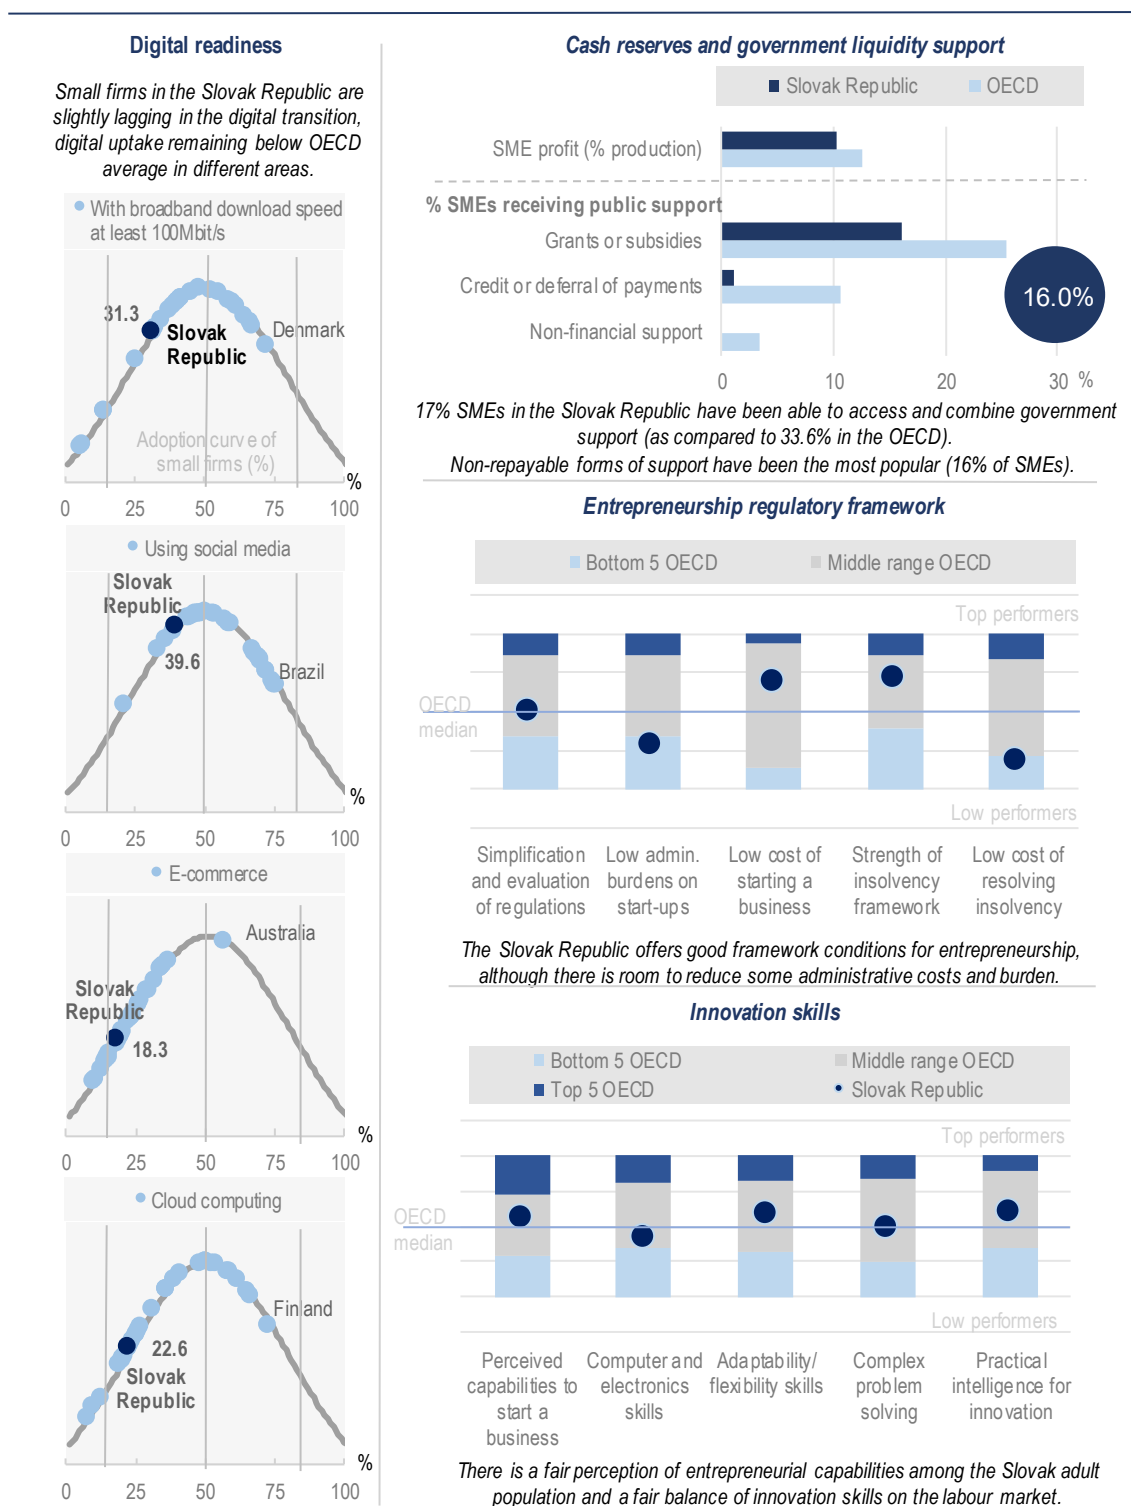 Digital readiness
Small firms in the Slovak Republic are
slightly lagging in the digital transition,
digital uptake remaining below OECD
average in different areas.
With broadband download speed
at least 100Mbit/s
31.3
Slovak
Republic
Denmark
Adoption curve of
small firms (%)
%
0 25 50 75 100
Using social media
Slovak
Republic
39.6
Brazil
%
0 25 50 75 100
E-commerce
Australia
Slovak
Republic
18.3
%
0 25 50 75 100
Cloud computing
Finland
22.6
Slovak
Republic
%
0 25 50 75 100
Cash reserves and government liquidity support
Slovak Republic OECD
SME profit (% production)
% SMEs receiving public support
Grants or subsidies
Credit or deferral of payments
16.0%
Non-financial support
0 10 20 30 %
17% SMEs in the Slovak Republic have been able to access and combine government
support (as compared to 33.6% in the OECD).
Non-repayable forms of support have been the most popular (16% of SMEs).
Entrepreneurship regulatory framework
Bottom 5 OECD Middle range OECD
Top performers
OECD
median
Low performers
Simplification
and evaluation
of regulations
Low admin.
burdens on
start-ups
Low cost of
starting a
business
Strength of
insolvency
framework
Low cost of
resolving
insolvency
The Slovak Republic offers good framework conditions for entrepreneurship,
although there is room to reduce some administrative costs and burden.
Innovation skills
Bottom 5 OECD Middle range OECD
Top 5 OECD Slovak Republic
Top performers
OECD
median
Low performers
Perceived
capabilities to
start a
business
Computer and
electronics
skills
Adaptability/
flexibility skills
Complex
problem
solving
Practical
intelligence for
innovation
There is a fair perception of entrepreneurial capabilities among the Slovak adult
population and a fair balance of innovation skills on the labour market.